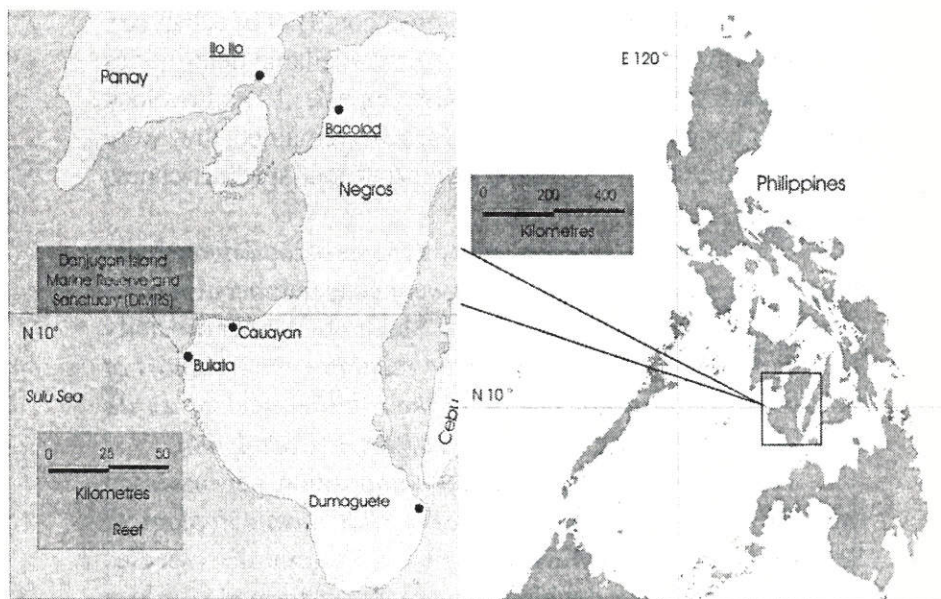 Ilo Ilo
Panay
Bacolod
Negros
Danjugan Island
Marine Reserve and
Sanctuary (DIMRS)
N 10°
Cauayan
Bulata
Sulu Sea
Cebu
0 25 50
Kilometres
Reef
Dumaguete
E 120°
Philippines
0 200 400
Kilometres
N 10°